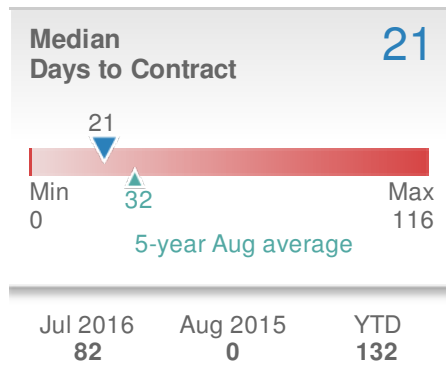 Median
Days to Contract
21
21
Min
0
32
Max
116
5-year Aug average
Jul 2016 Aug 2015 YTD
82 0 132